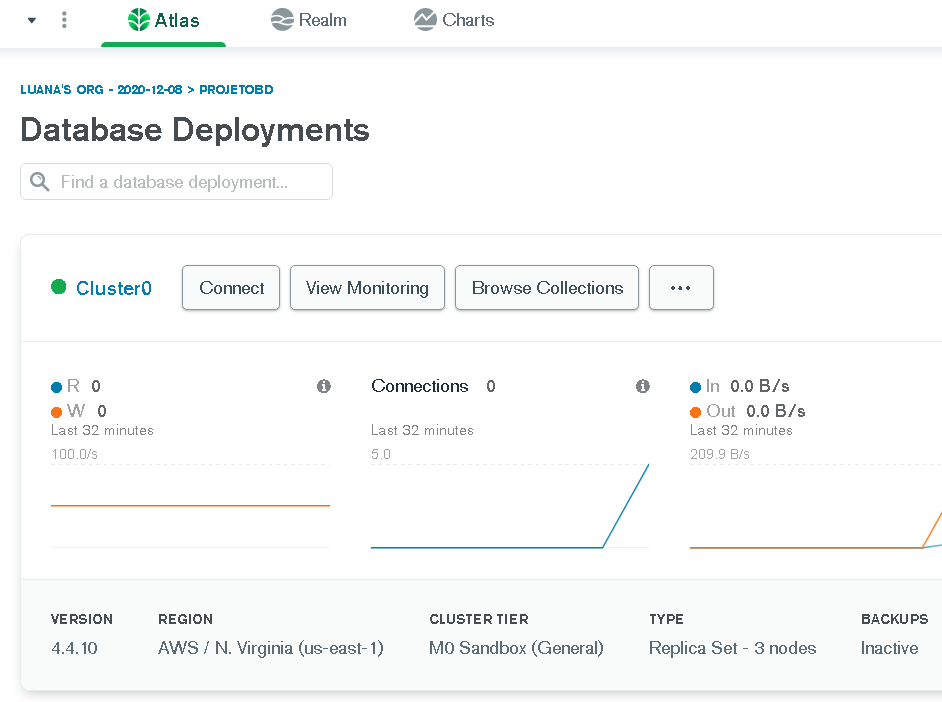 Atlas Realm Charts
LUANA'S ORG - 2020-12-08 > PROJETOBD
Database Deployments
Find a database deployment...
Cluster0 Connect View Monitoring Browse Collections ...
R 0
W 0
Last 32 minutes
100.0/s
Connections 0
Last 32 minutes
5.0
In 0.0 B/s
Out 0.0 B/s
Last 32 minutes
209.9 B/s
VERSION REGION CLUSTER TIER TYPE BACKUPS
4.4.10 AWS / N. Virginia (us-east-1) M0 Sandbox (General) Replica Set - 3 nodes Inactive